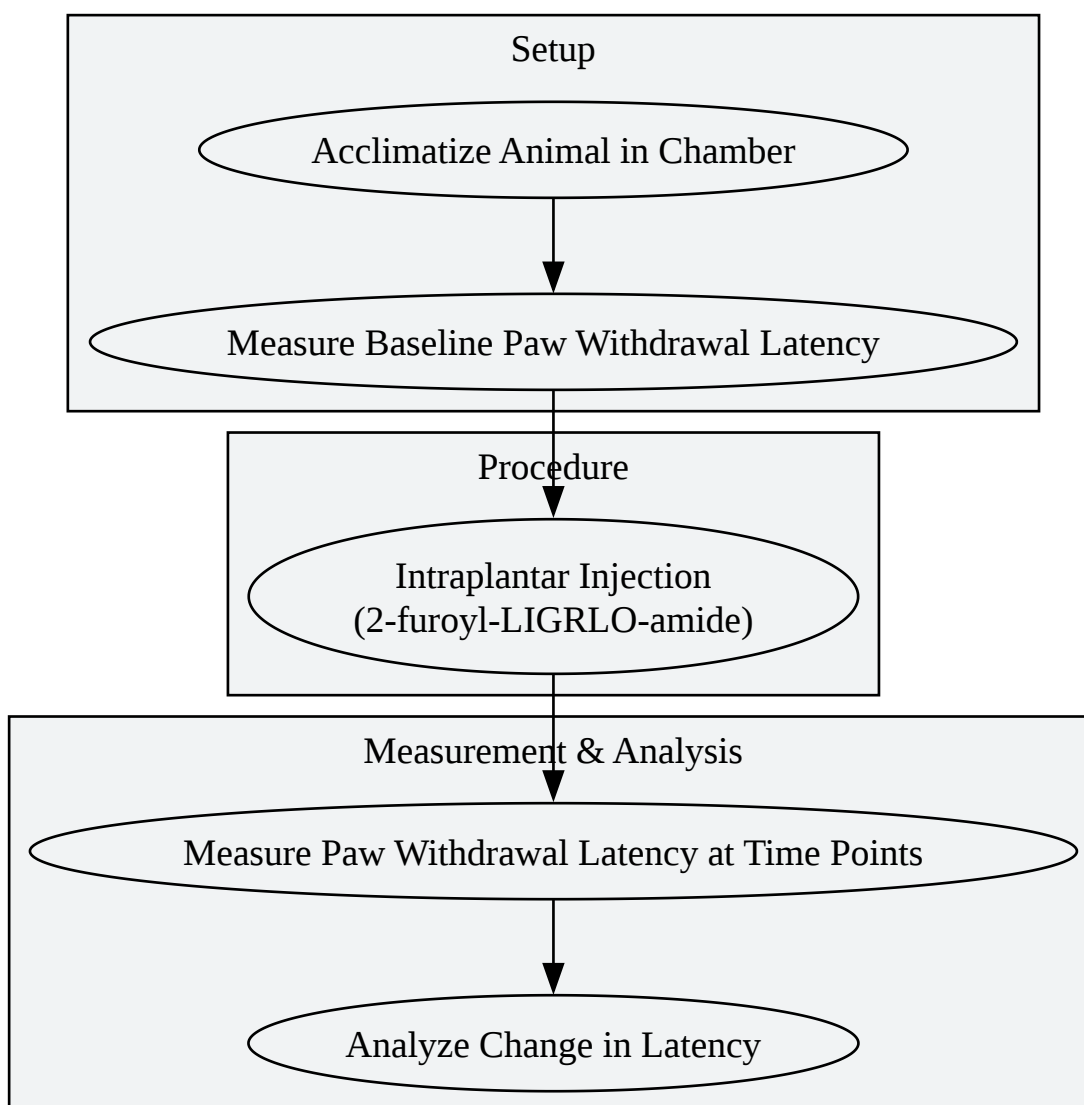 Setup
Acclimatize Animal in Chamber
Measure Baseline Paw Withdrawal Latency
Procedure
Intraplantar Injection
(2-furoyl-LIGRLO-amide)
Measurement & Analysis
Measure Paw Withdrawal Latency at Time Points
Analyze Change in Latency